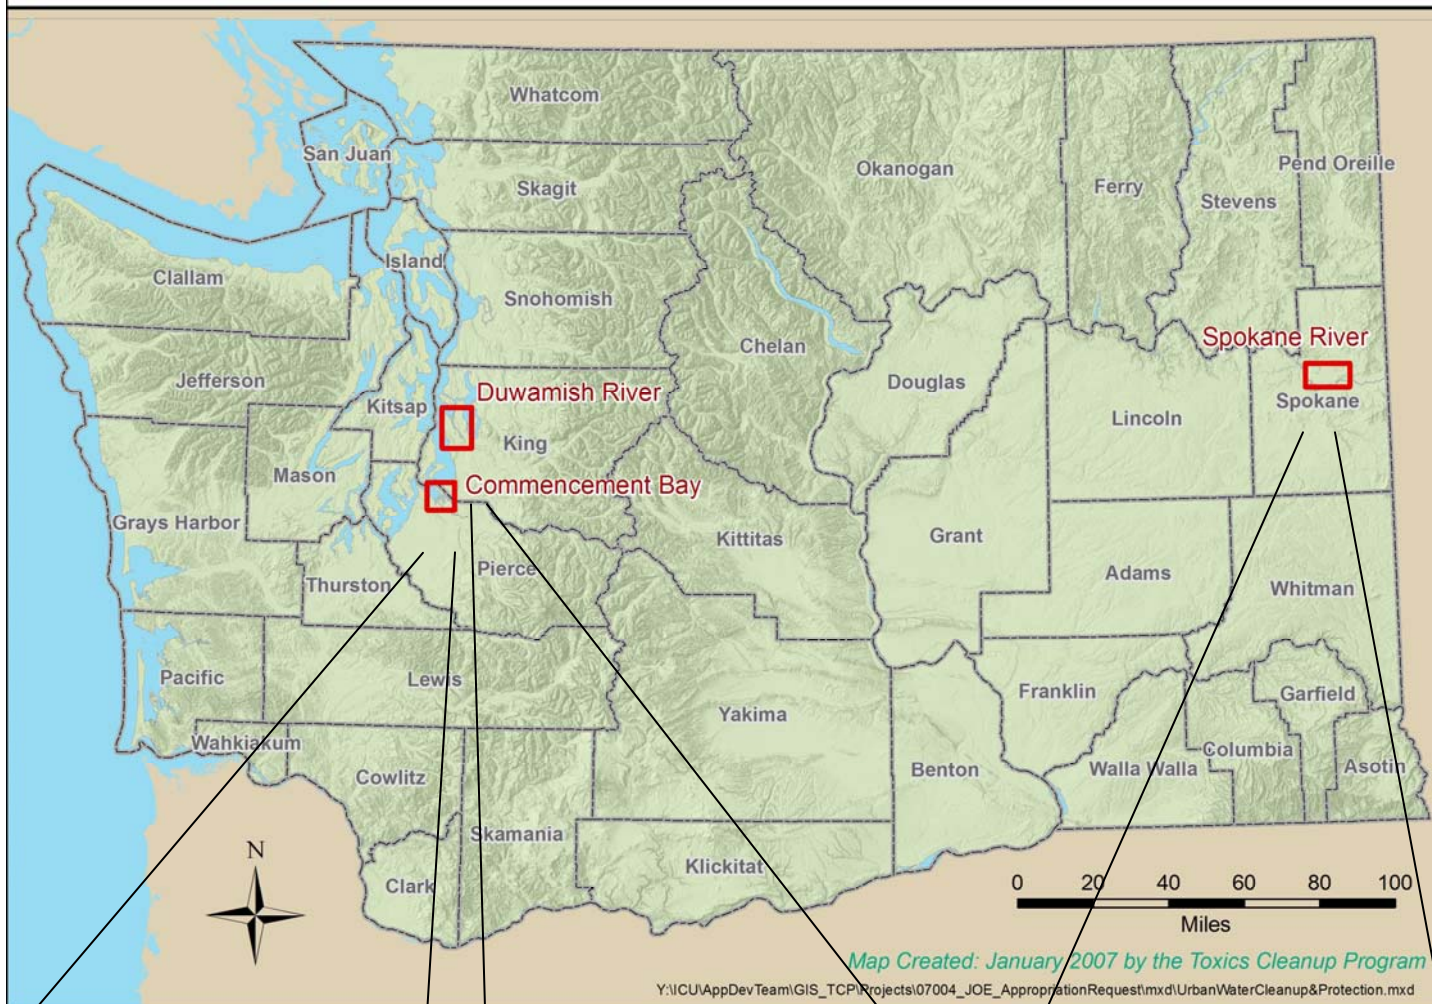 Whatcom
San Juan
Skagit
Okanogan
Ferry
Stevens
Pend Oreille
Clallam
Island
Snohomish
Chelan
Spokane River
Jefferson
Kitsap
Duwamish River
Douglas
Lincoln
Spokane
King
Mason
Commencement Bay
Grays Harbor
Kittitas
Grant
Thurston
Pierce
Adams
Whitman
Pacific
Lewis
Yakima
Franklin
Garfield
Wahkiakum
Cowlitz
Benton
Walla Walla
Columbia
Asotin
Skamania
Klickitat
Clark
N
0 20 40 60 80 100
Miles
Map Created: January 2007 by the Toxics Cleanup Program
Y:\ICU\AppDevTeam\GIS_TCP\Projects\07004_JOE_AppropriationRequest\mxd\UrbanWaterCleanup&Protection.mxd